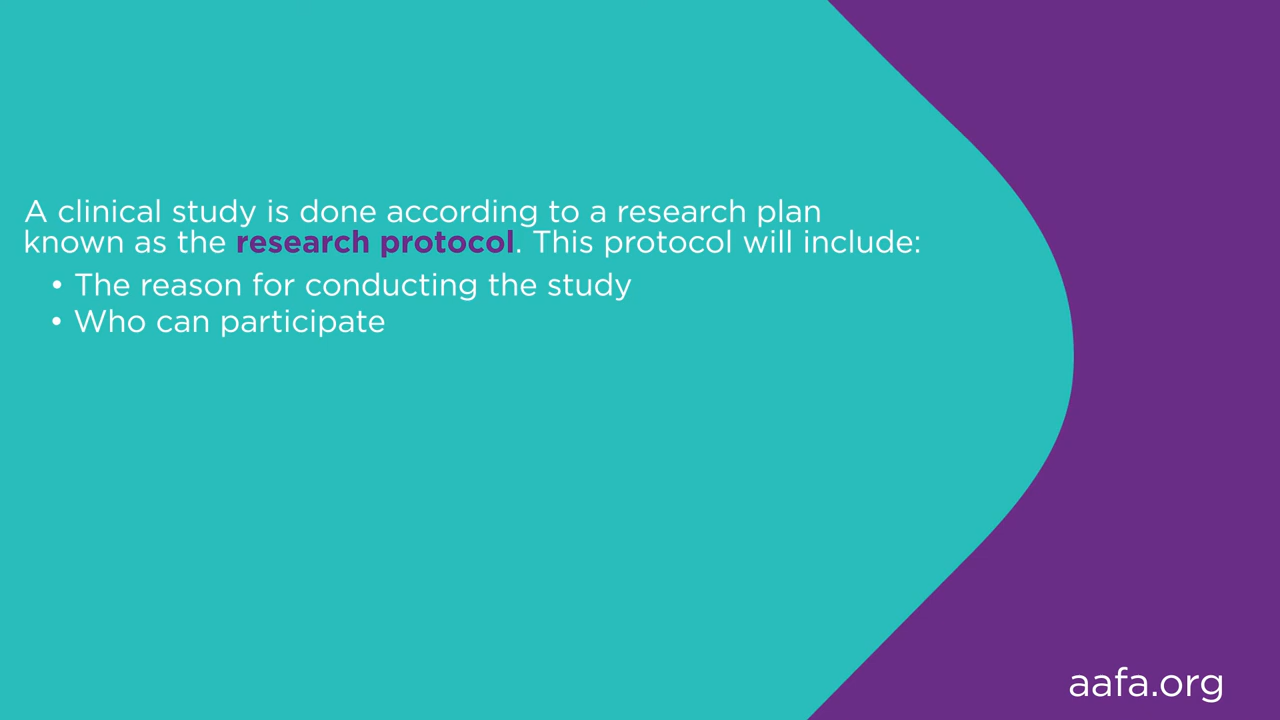 A clinical study is done according to a research plan
known as the research protocol. This protocol will include:
• The reason for conducting the study
• Who can participate
aafa.org